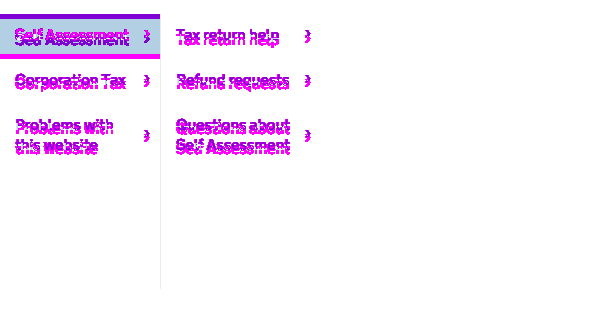 Self Assessment
Corporation Tax
Problems with
this website
Tax return help
Refund requests
Questions about
Self Assessment